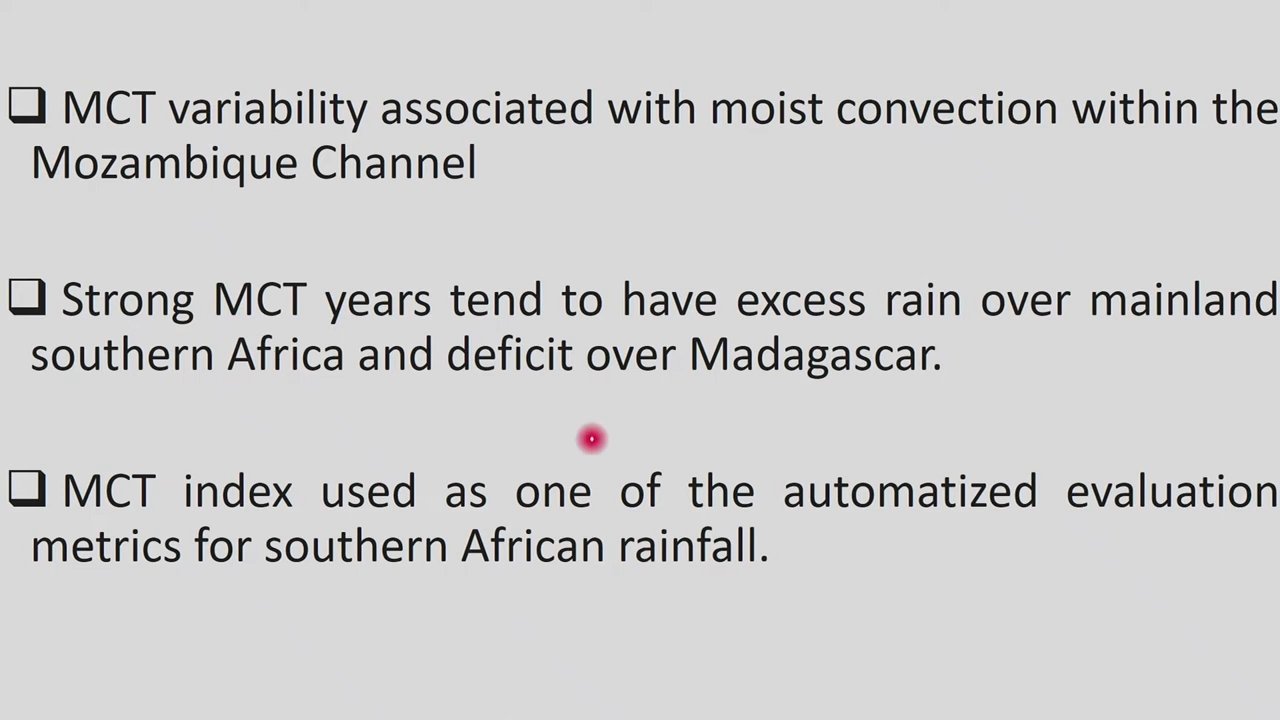 ❑ MCT variability associated with moist convection within the
Mozambique Channel
❑ Strong MCT years tend to have excess rain over mainland
southern Africa and deficit over Madagascar.
❑ MCT index used as one of the automatized evaluation
metrics for southern African rainfall.